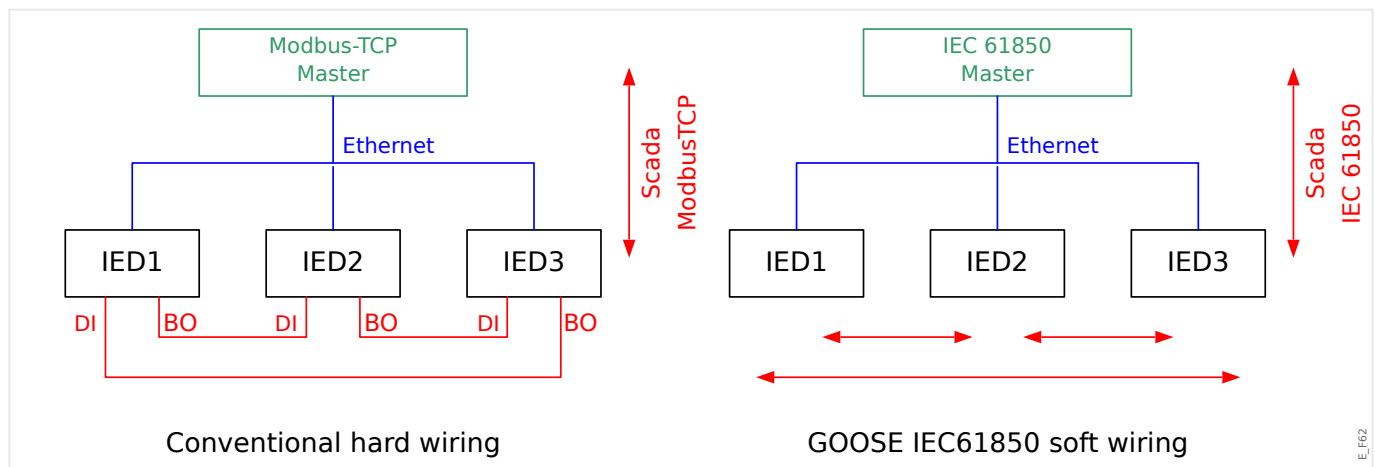 Modbus-TCP
Master
Ethernet
Scada
ModbusTCP
IED1
IED2
IED3
DI
BO
DI
BO
DI
BO
Conventional hard wiring
IEC 61850
Master
Ethernet
Scada
IEC 61850
IED1
IED2
IED3
GOOSE IEC61850 soft wiring
E_F62